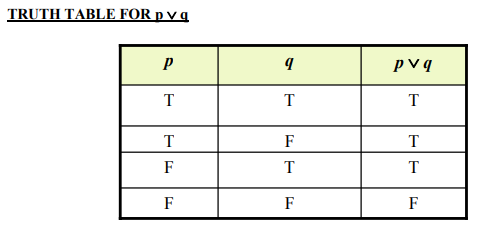 TRUTH TABLE FOR p ∨ q
p q p ∨ q
T T T
T F T
F T T
F F F